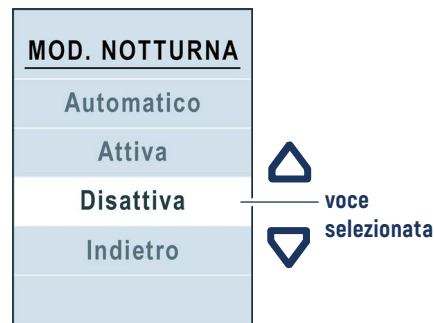 MOD. NOTTURNA
Automatico
Attiva
Disattiva
voce
selezionata
Indietro